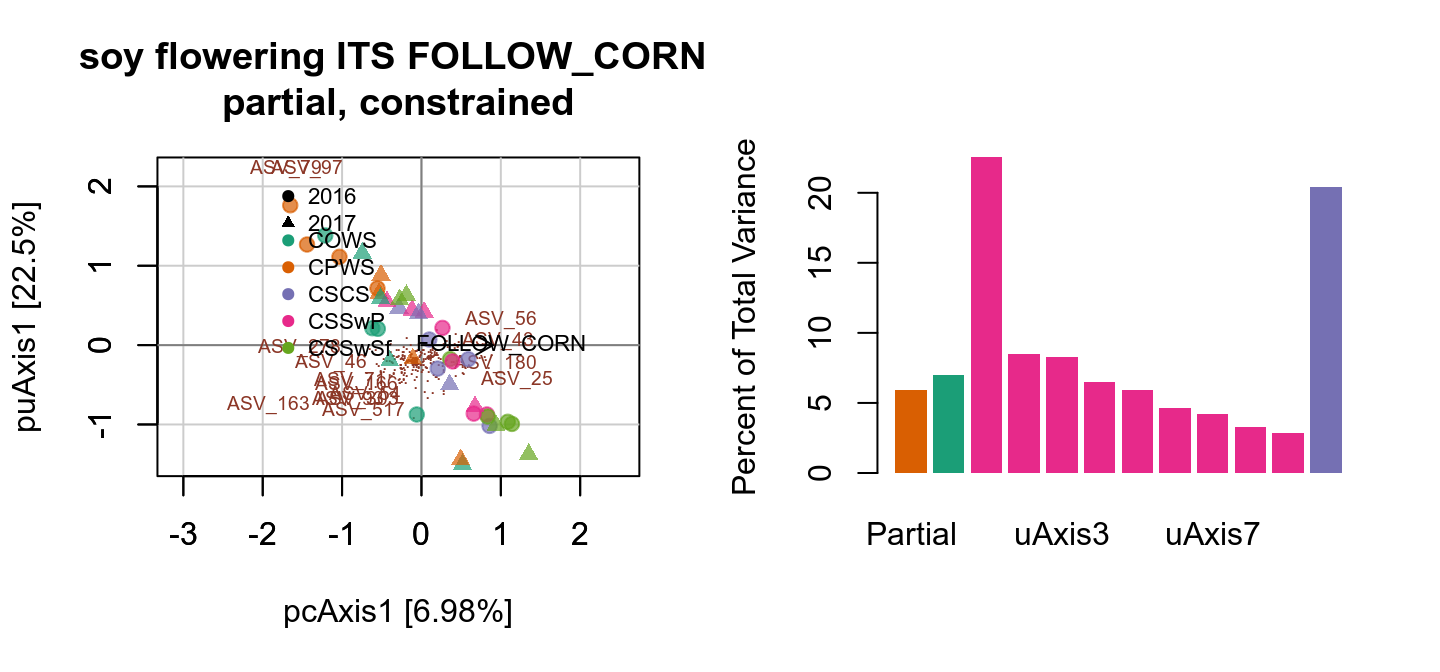 soy flowering ITS FOLLOW_CORN
partial, constrained
puAxis1 [22.5%]
2
1
0
-1
2016
2017
COWS
CPWS
CSCS
CSSwP
CSSwSf
ASV_56
FOLLOW_CORN
ASV_46
ASV_180
ASV_25
ASV_163
ASV_517
-3 -2 -1 0 1 2
pcAxis1 [6.98%]
Percent of Total Variance
20
15
10
5
0
Partial uAxis3 uAxis7